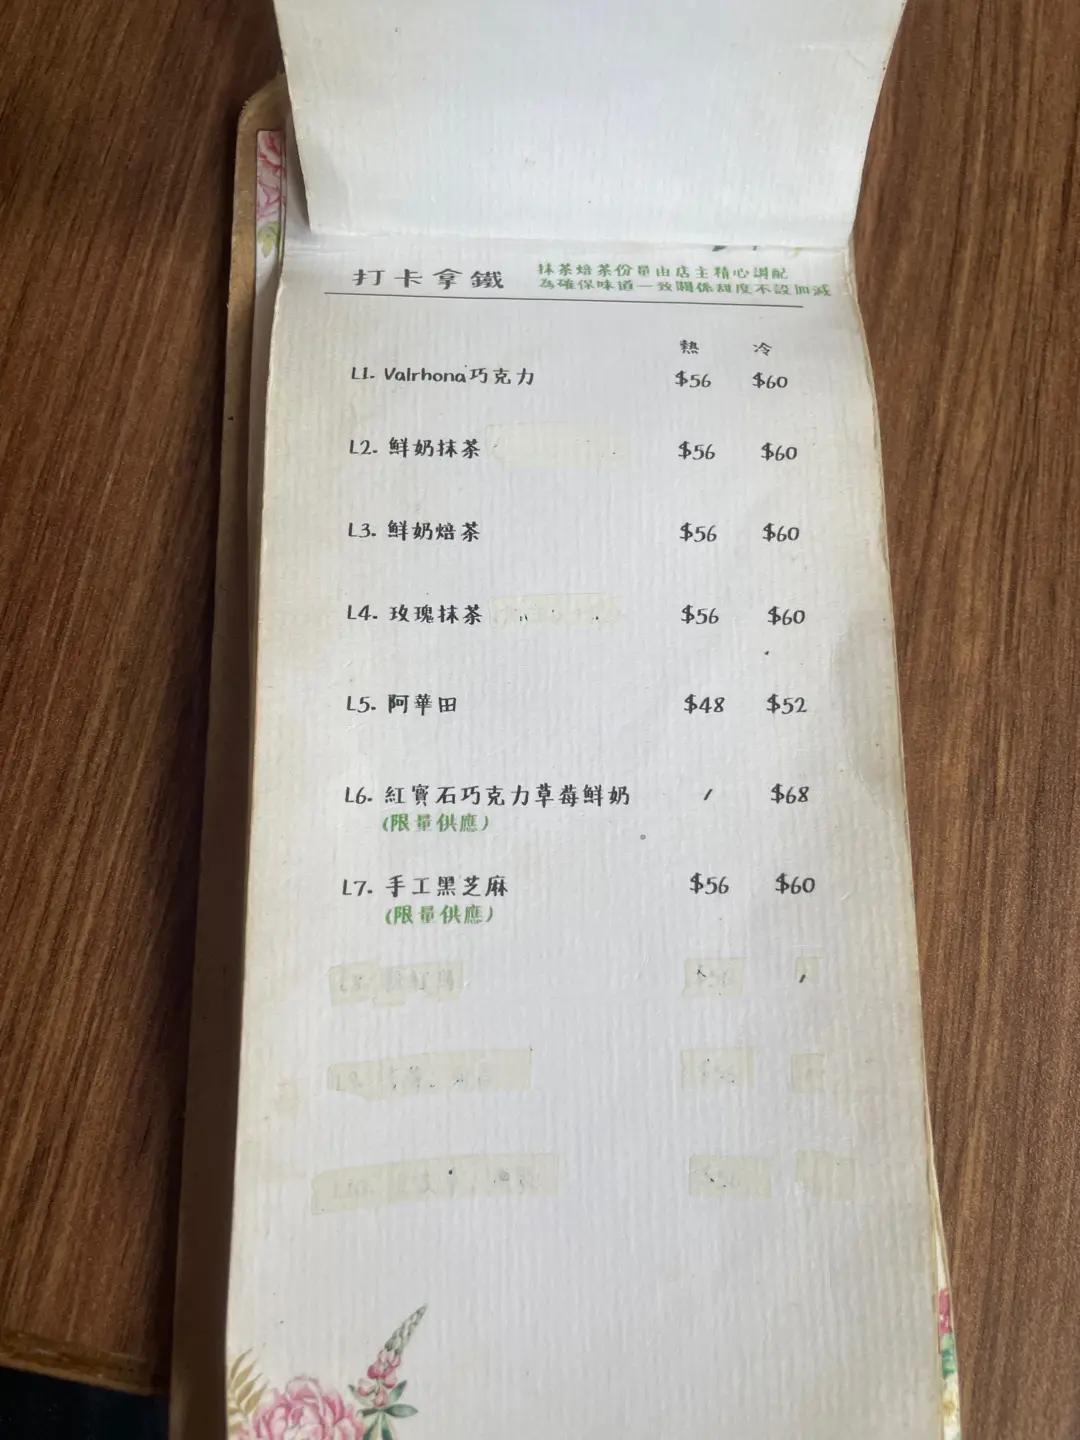 打卡拿鐵
抹茶焙茶份量由店主精心調配
為確保味道一致關係甜度不設加減
熱 冷
L1. Valrhona巧克力 $56 $60
L2. 鮮奶抹茶 $56 $60
L3. 鮮奶焙茶 $56 $60
L4. 玫瑰抹茶 $56 $60
L5. 阿華田 $48 $52
L6. 紅寶石巧克力草莓鮮奶 / $68
(限量供應)
L7. 手工黑芝麻 $56 $60
(限量供應)